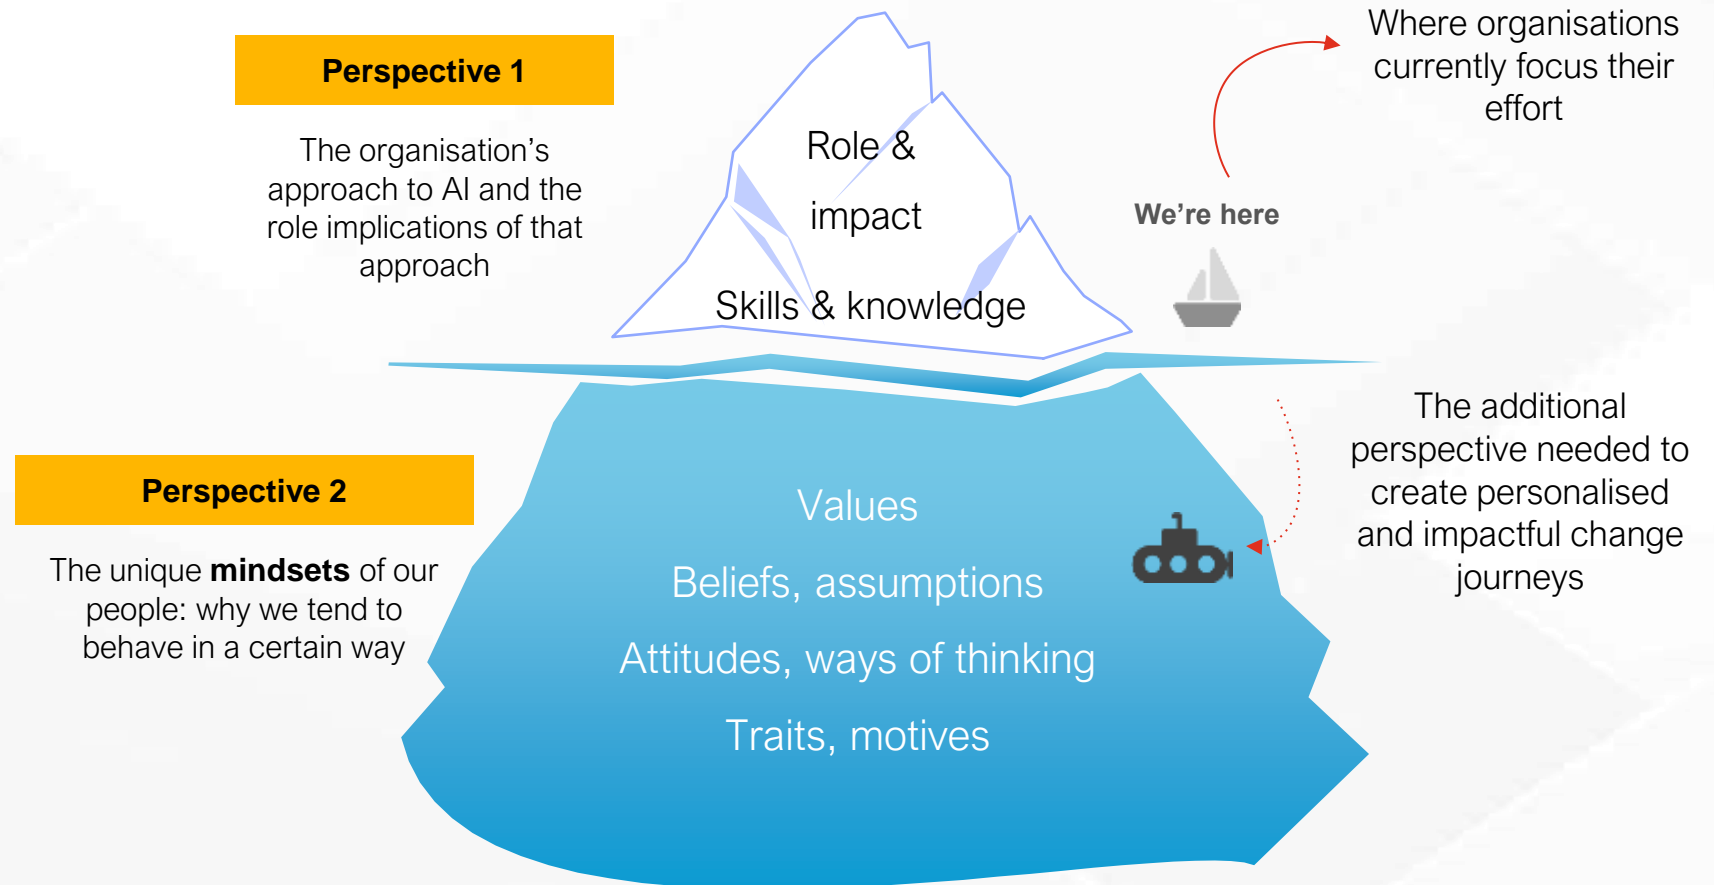 Perspective 1
The organisation’s
approach to AI and the
role implications of that
approach
Role &
impact
Skills & knowledge
Where organisations
currently focus their
effort
We’re here
Perspective 2
The unique mindsets of our
people: why we tend to
behave in a certain way
Values
Beliefs, assumptions
Attitudes, ways of thinking
Traits, motives
The additional
perspective needed to
create personalised
and impactful change
journeys